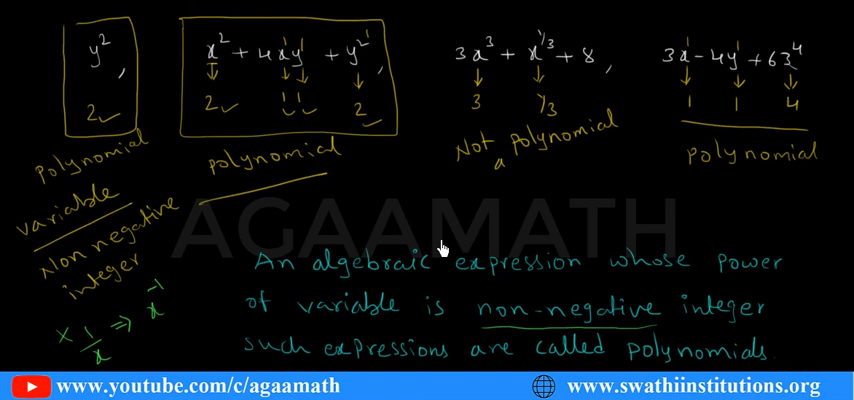 y², x² + 4xy + y², 3x³ + x^1/3 + 8, 3x - 4y + 6z⁴
2 2 1 1 2 3 1/3 1 1 4
polynomial polynomial Not a polynomial polynomial
variable
Non negative integer
AGAAMATH
× 1/x ⇒ x⁻¹
An algebraic expression whose power
of variable is non-negative integer
such expressions are called polynomials.
www.youtube.com/c/agaamath www.swathiinstitutions.org